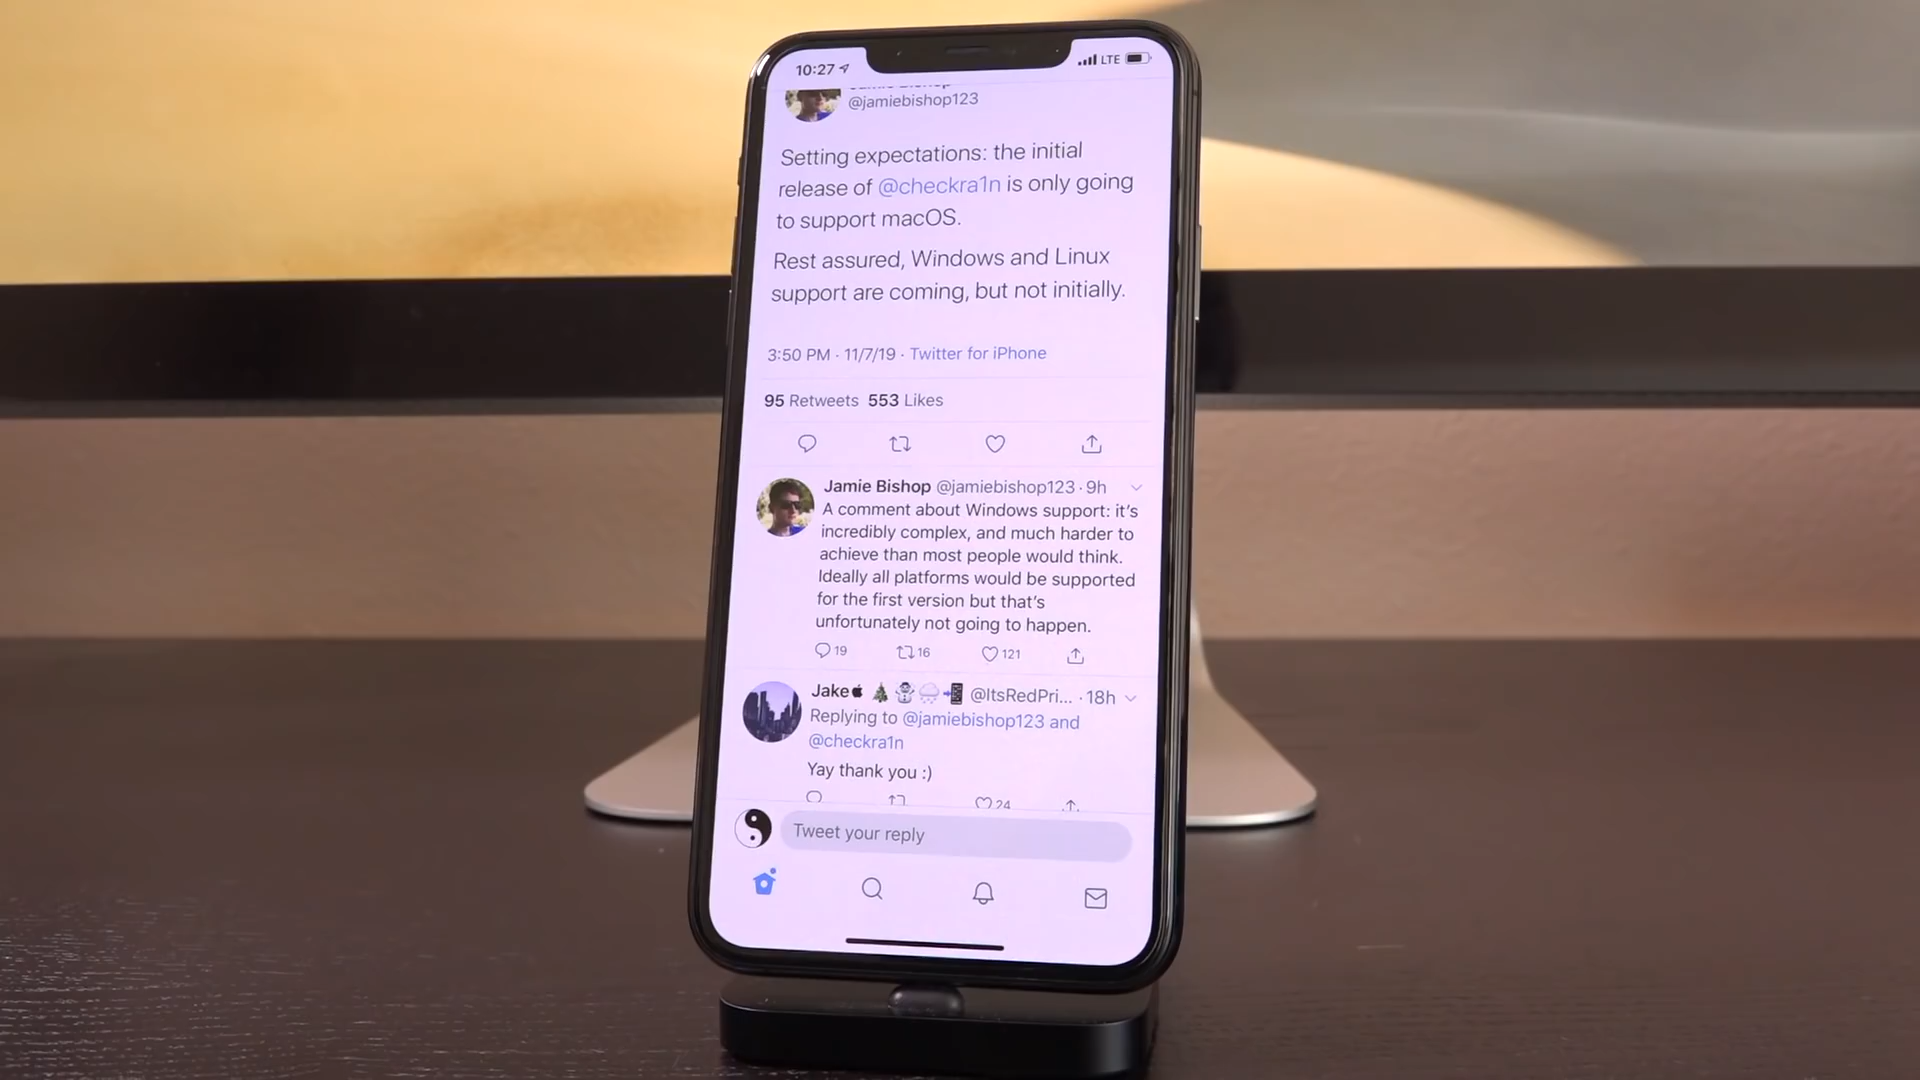 10:27
LTE
@jamiebishop123
Setting expectations: the initial
release of @checkra1n is only going
to support macOS.
Rest assured, Windows and Linux
support are coming, but not initially.
3:50 PM · 11/7/19 · Twitter for iPhone
95 Retweets 553 Likes
Jamie Bishop @jamiebishop123 · 9h
A comment about Windows support: it's
incredibly complex, and much harder to
achieve than most people would think.
Ideally all platforms would be supported
for the first version but that's
unfortunately not going to happen.
19 16 121
Jake @ItsRedPri... · 18h
Replying to @jamiebishop123 and
@checkra1n
Yay thank you :)
24
Tweet your reply